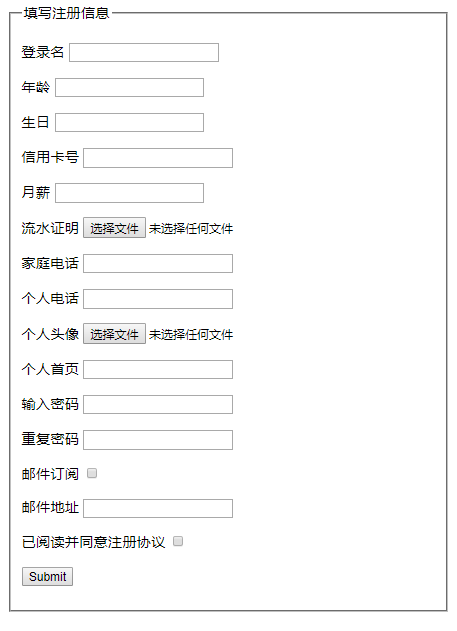 填写注册信息
登录名
年龄
生日
信用卡号
月薪
流水证明 选择文件 未选择任何文件
家庭电话
个人电话
个人头像 选择文件 未选择任何文件
个人首页
输入密码
重复密码
邮件订阅
邮件地址
已阅读并同意注册协议
Submit